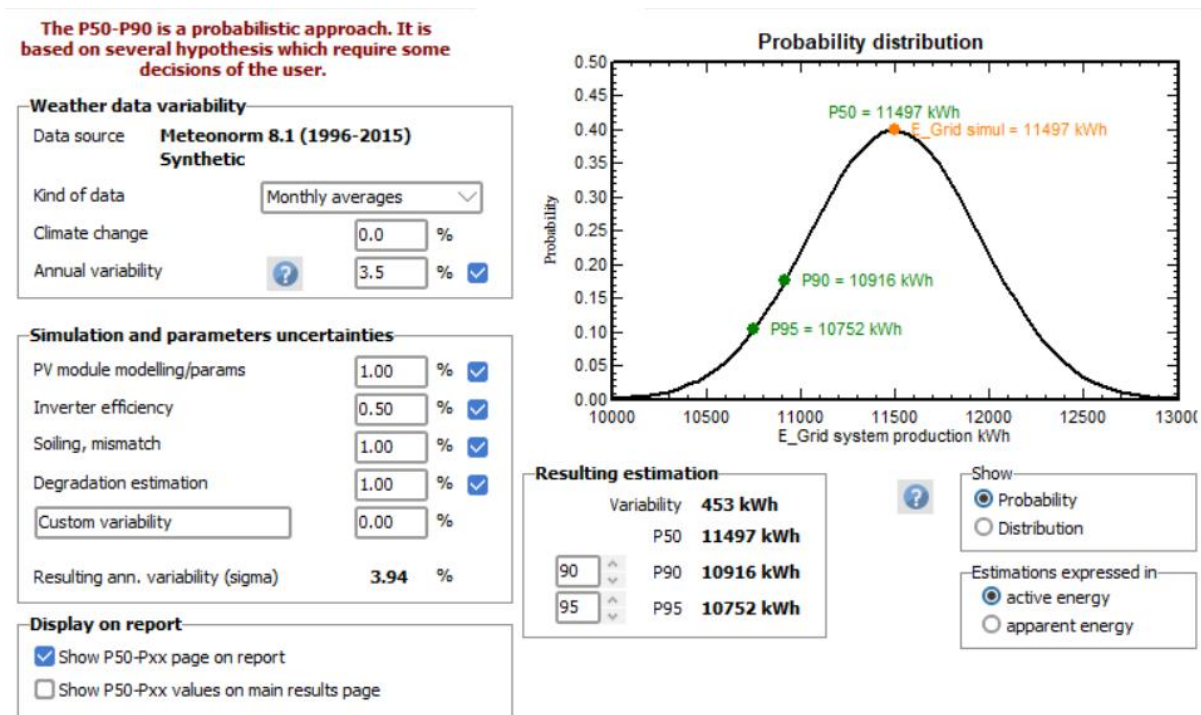 The P50-P90 is a probabilistic approach. It is
based on several hypothesis which require some
decisions of the user.
Weather data variability
Data source Meteonorm 8.1 (1996-2015)
Synthetic
Kind of data Monthly averages
Climate change 0.0 %
Annual variability ? 3.5 %
Simulation and parameters uncertainties
PV module modelling/params 1.00 %
Inverter efficiency 0.50 %
Soiling, mismatch 1.00 %
Degradation estimation 1.00 %
Custom variability 0.00 %
Resulting ann. variability (sigma) 3.94 %
Display on report
Show P50-Pxx page on report
Show P50-Pxx values on main results page
Probability distribution
0.50
0.45
0.40
0.35
0.30
0.25
0.20
0.15
0.10
0.05
0.00
Probability
P50 = 11497 kWh
E_Grid simul = 11497 kWh
P90 = 10916 kWh
P95 = 10752 kWh
10000 10500 11000 11500 12000 12500 1300
E_Grid system production kWh
Resulting estimation
Variability 453 kWh
P50 11497 kWh
90 P90 10916 kWh
95 P95 10752 kWh
?
Show
Probability
Distribution
Estimations expressed in
active energy
apparent energy